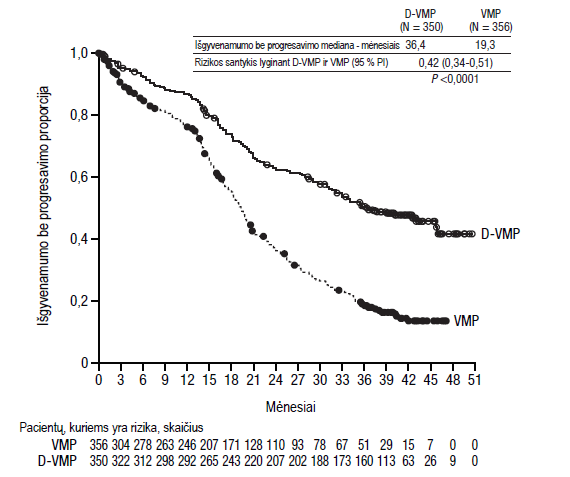 D-VMP VMP
(N = 350) (N = 356)
Išgyvenamumo be progresavimo mediana - mėnesiais 36,4 19,3
Rizikos santykis lyginant D-VMP ir VMP (95 % PI) 0,42 (0,34-0,51)
P <0,0001
Išgyvenamumo be progresavimo proporcija
1,0
0,8
0,6
0,4
0,2
0
D-VMP
VMP
0 3 6 9 12 15 18 21 24 27 30 33 36 39 42 45 48 51
Mėnesiai
Pacientų, kuriems yra rizika, skaičius
VMP 356 304 278 263 246 207 171 128 110 93 78 67 51 29 15 7 0 0
D-VMP 350 322 312 298 292 265 243 220 207 202 188 173 160 113 63 26 9 0